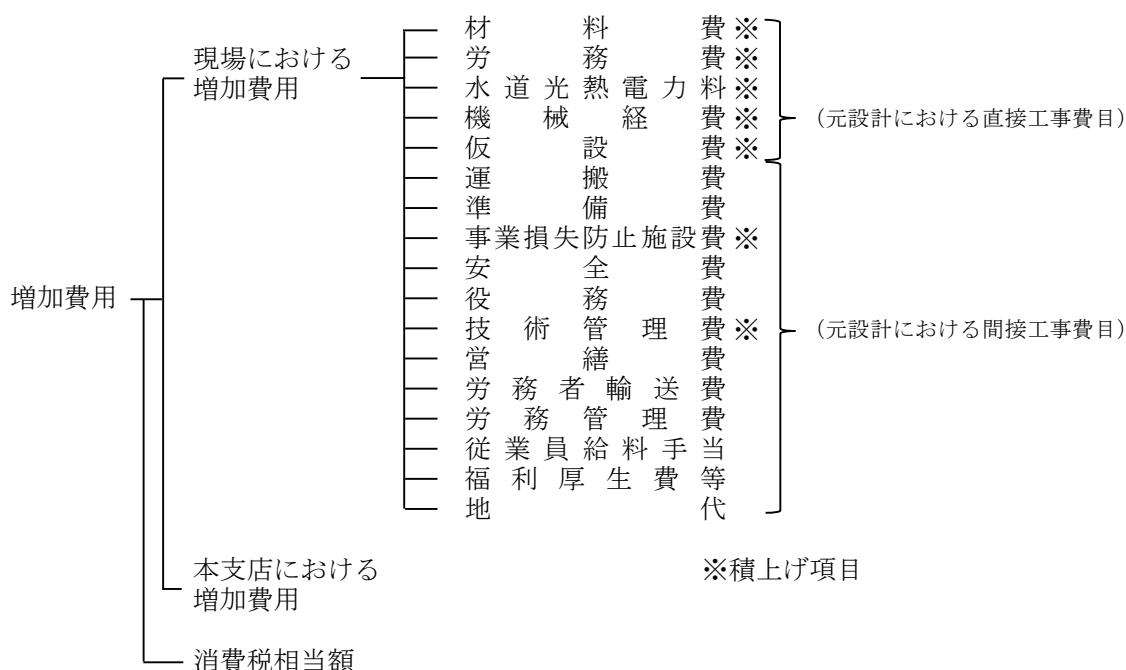 材料費※
労務費※
水道光熱電力料※
機械経費※
仮設費※
運搬費
準備費
事業損失防止施設費※
安全費
役務費
技術管理費※
営繕費
労務者輸送費
労務管理費
従業員給料手当
福利厚生費等
地代
現場における
増加費用
(元設計における直接工事費目)
(元設計における間接工事費目)
増加費用
本支店における
増加費用
※積上げ項目
消費税相当額